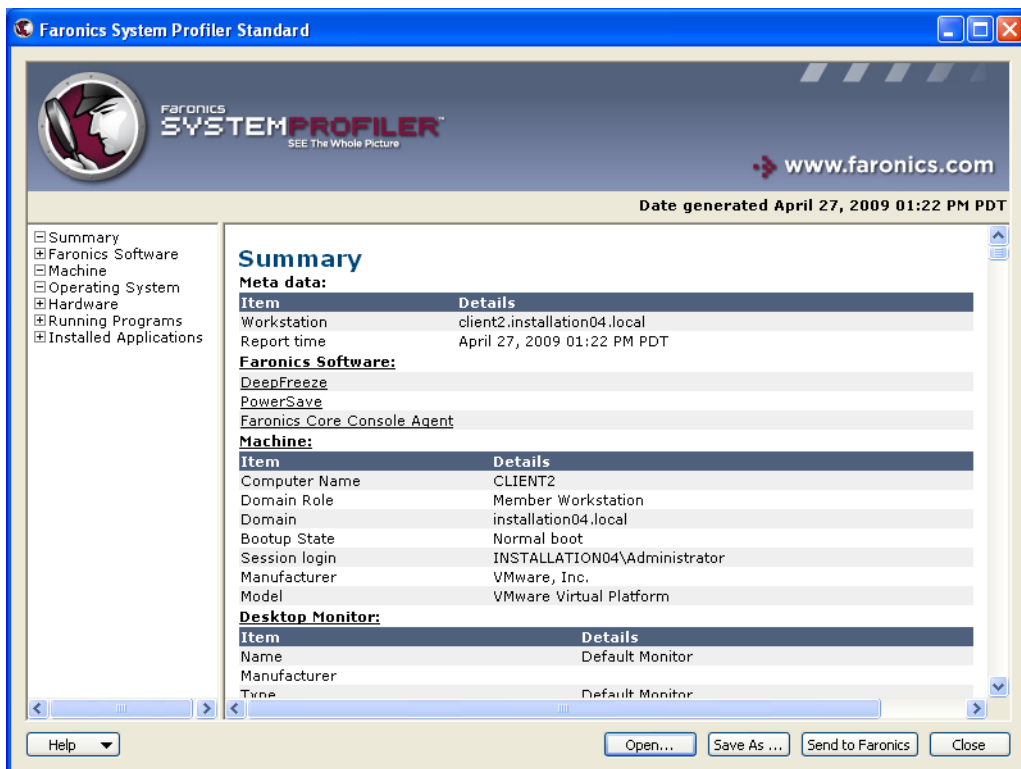 Faronics System Profiler Standard
Faronics
SYSTEMPROFILER™
SEE The Whole Picture
www.faronics.com
Date generated April 27, 2009 01:22 PM PDT
Summary
Faronics Software
Machine
Operating System
Hardware
Running Programs
Installed Applications
Summary
Meta data:
Item Details
Workstation client2.installation04.local
Report time April 27, 2009 01:22 PM PDT
Faronics Software:
DeepFreeze
PowerSave
Faronics Core Console Agent
Machine:
Item Details
Computer Name CLIENT2
Domain Role Member Workstation
Domain installation04.local
Bootup State Normal boot
Session login INSTALLATION04\Administrator
Manufacturer VMware, Inc.
Model VMware Virtual Platform
Desktop Monitor:
Item Details
Name Default Monitor
Manufacturer
Type Default Monitor
Help
Open...
Save As ...
Send to Faronics
Close